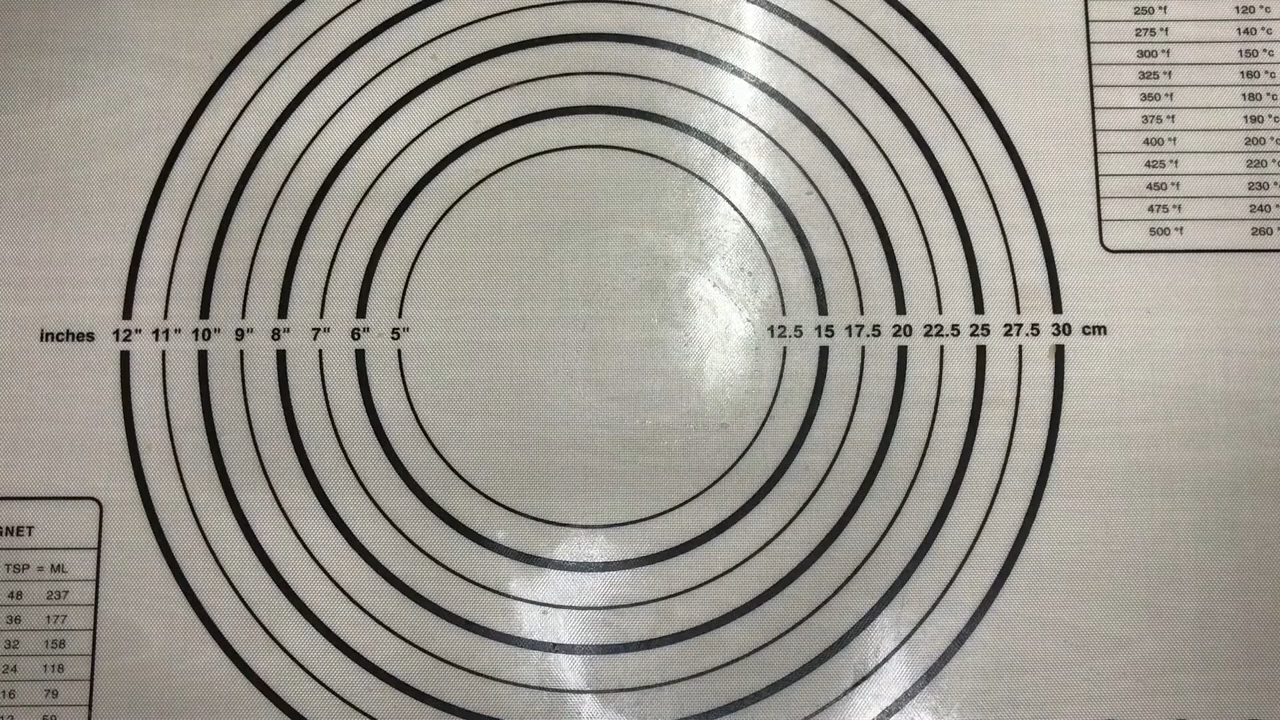 250 °f 120 °c
275 °f 140 °c
300 °f 150 °c
325 °f 160 °c
350 °f 180 °c
375 °f 190 °c
400 °f 200 °c
425 °f 220 °c
450 °f 230 °
475 °f 240 °
500 °f 260 °
inches 12" 11" 10" 9" 8" 7" 6" 5" 12.5 15 17.5 20 22.5 25 27.5 30 cm
GNET
TSP = ML
48 237
36 177
32 158
24 118
16 79